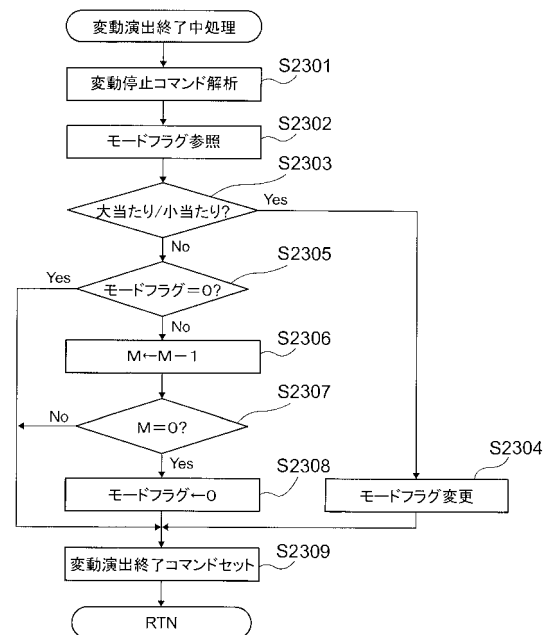 変動演出終了中処理
S2301
変動停止コマンド解析
S2302
モードフラグ参照
S2303
大当たり/小当たり?
Yes
No
S2305
Yes
モードフラグ=0?
No
S2306
M←M-1
S2307
No
M=0?
Yes
S2308
S2304
モードフラグ←0
モードフラグ変更
S2309
変動演出終了コマンドセット
RTN